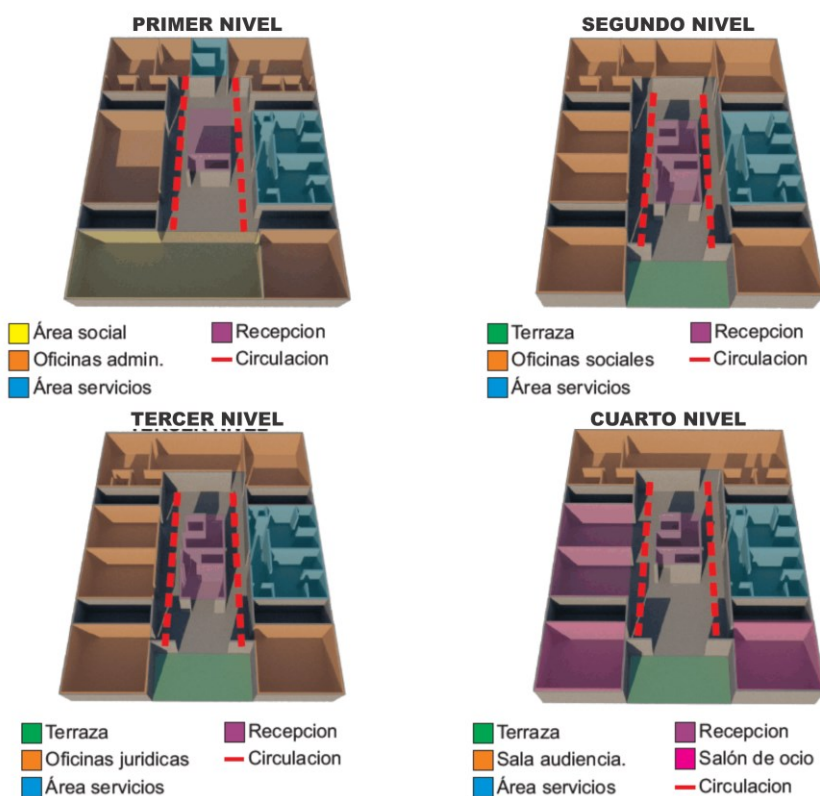 PRIMER NIVEL
Área social
Oficinas admin.
Área servicios
Recepcion
Circulacion
SEGUNDO NIVEL
Terraza
Oficinas sociales
Área servicios
Recepcion
Circulacion
TERCER NIVEL
TERCER NIVEL
Terraza
Oficinas juridicas
Área servicios
Recepcion
Circulacion
CUARTO NIVEL
Terraza
Sala audiencia.
Área servicios
Recepcion
Salón de ocio
Circulacion